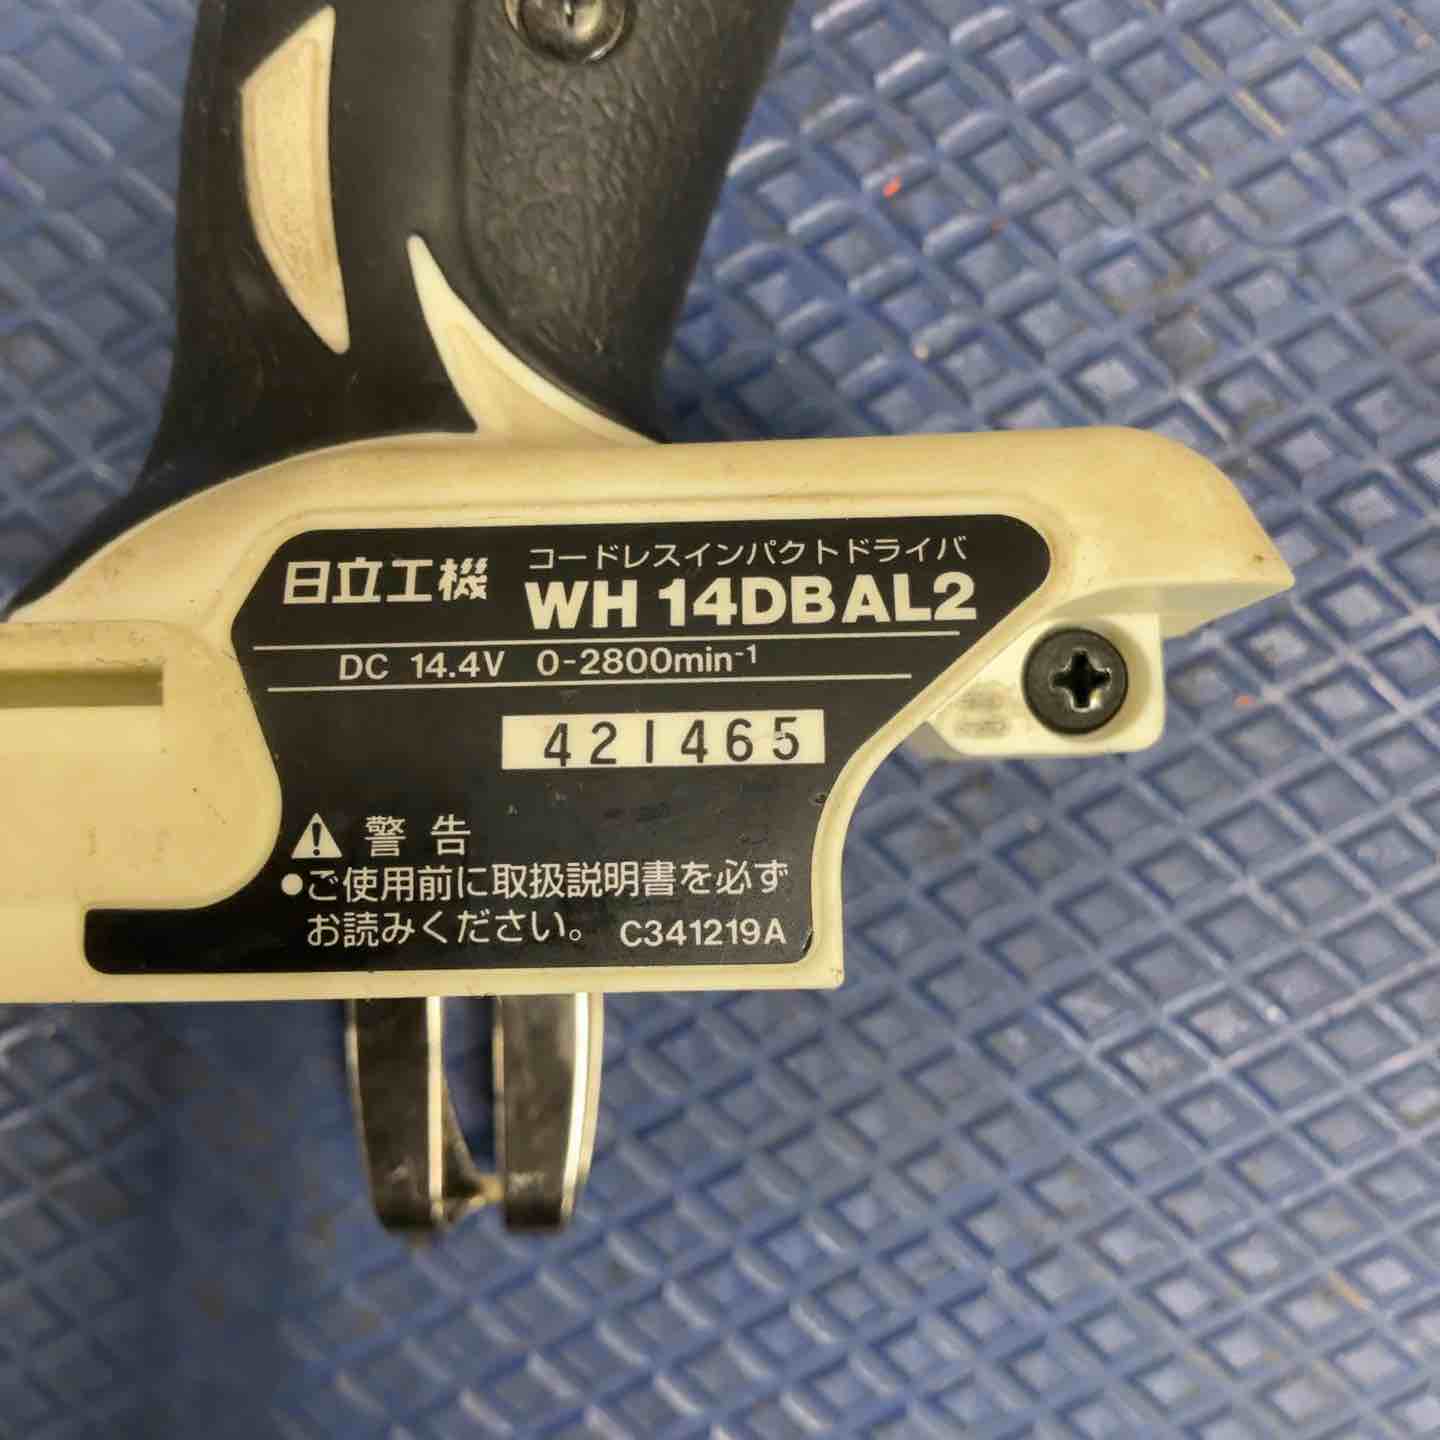 日立工機 コードレスインパクトドライバ
WH 14DBAL2
DC 14.4V 0-2800min⁻¹
421465
⚠ 警告
●ご使用前に取扱説明書を必ず
お読みください。 C341219A